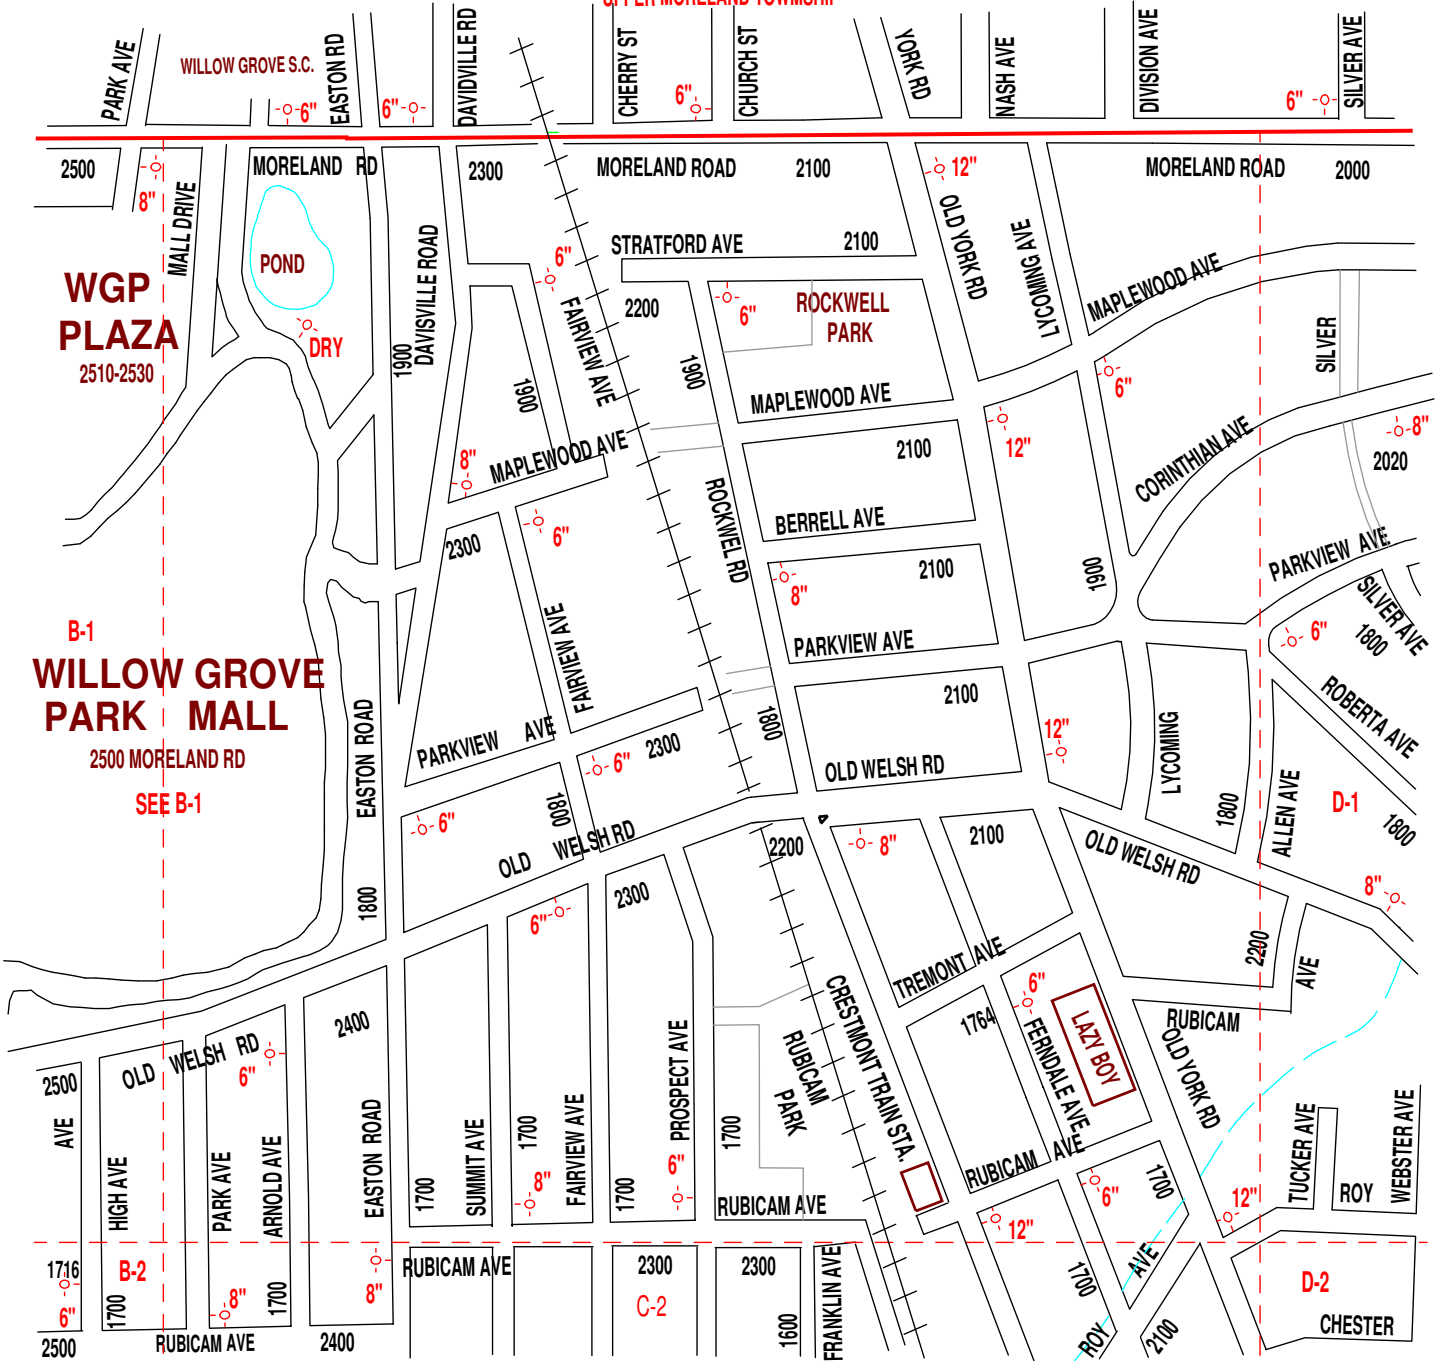 UPPER MORELAND TOWNSHIP
PARK AVE
WILLOW GROVE S.C.
EASTON RD
DAVIDVILLE RD
CHERRY ST
CHURCH ST
YORK RD
NASH AVE
DIVISION AVE
SILVER AVE
6"
6"
6"
6"
2500
MORELAND RD
2300
MORELAND ROAD
2100
MORELAND ROAD
2000
8"
12"
MALL DRIVE
POND
DAVISVILLE ROAD
STRATFORD AVE
2100
OLD YORK RD
LYCOMING AVE
MAPLEWOOD AVE
WGP
PLAZA
2510-2530
6"
FAIRVIEW AVE
2200
6"
ROCKWELL
PARK
SILVER
DRY
1900
1900
1900
MAPLEWOOD AVE
6"
12"
CORINTHIAN AVE
8"
2020
8"
MAPLEWOOD AVE
2100
ROCKWEL RD
BERRELL AVE
2300
6"
2100
1900
PARKVIEW AVE
8"
SILVER AVE
1800
B-1
WILLOW GROVE
PARK MALL
2500 MORELAND RD
SEE B-1
FAIRVIEW AVE
PARKVIEW AVE
6"
2100
ROBERTA AVE
EASTON ROAD
PARKVIEW AVE
1800
12"
LYCOMING
6"
2300
OLD WELSH RD
6"
1800
1800
ALLEN AVE
D-1
1800
OLD WELSH RD
2200
8"
2100
OLD WELSH RD
1800
2300
6"
8"
2200
AVE
TREMONT AVE
6"
1764
LAZY BOY
RUBICAM
2400
OLD WELSH RD
6"
2500
CRESTMONT TRAIN STA.
RUBICAM
PARK
FERNDALE AVE
OLD YORK RD
AVE
HIGH AVE
PARK AVE
ARNOLD AVE
EASTON ROAD
1700
SUMMIT AVE
1700
8"
FAIRVIEW AVE
1700
PROSPECT AVE
6"
1700
RUBICAM AVE
RUBICAM AVE
6"
1700
12"
12"
TUCKER AVE
ROY
WEBSTER AVE
1716
6"
B-2
1700
8"
1700
8"
RUBICAM AVE
2300
C-2
2300
1600
FRANKLIN AVE
1700
ROY AVE
2100
D-2
CHESTER
2500
RUBICAM AVE
2400